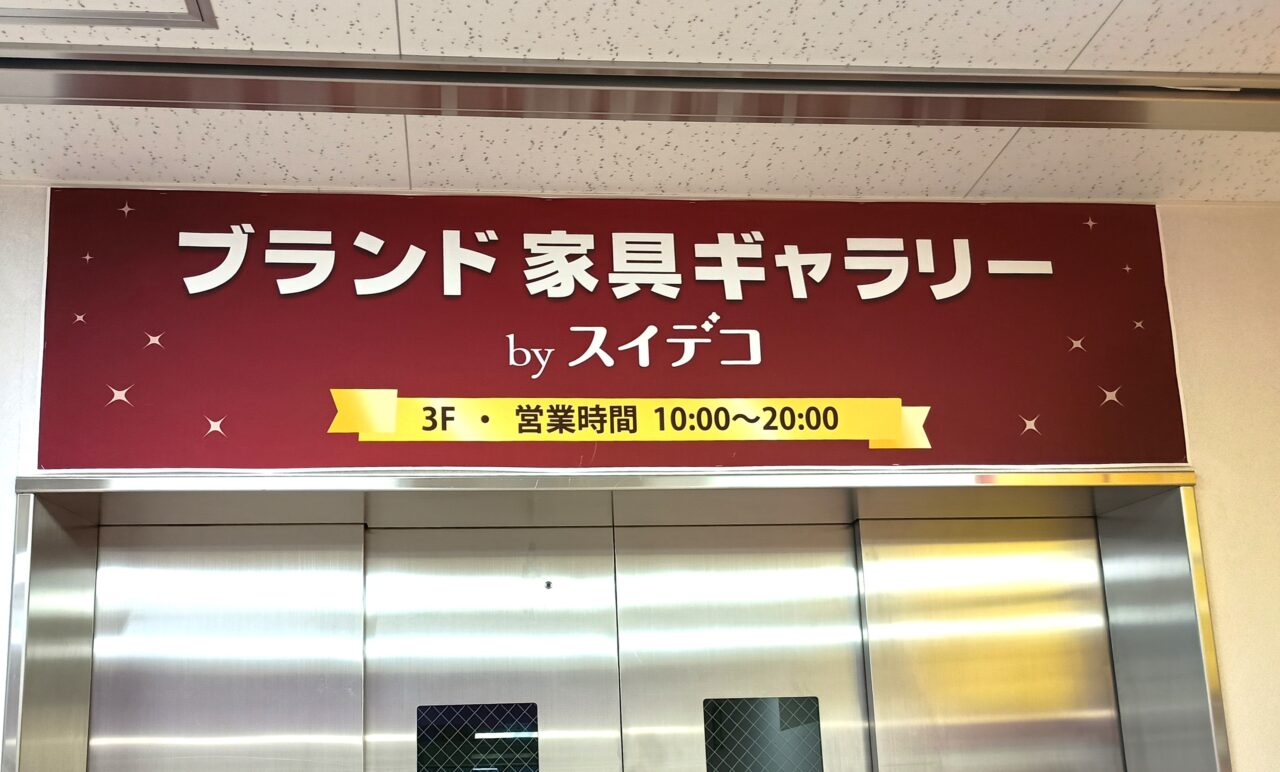 ブランド 家具ギャラリー
by スイデコ
3F ・ 営業時間 10:00～20:00